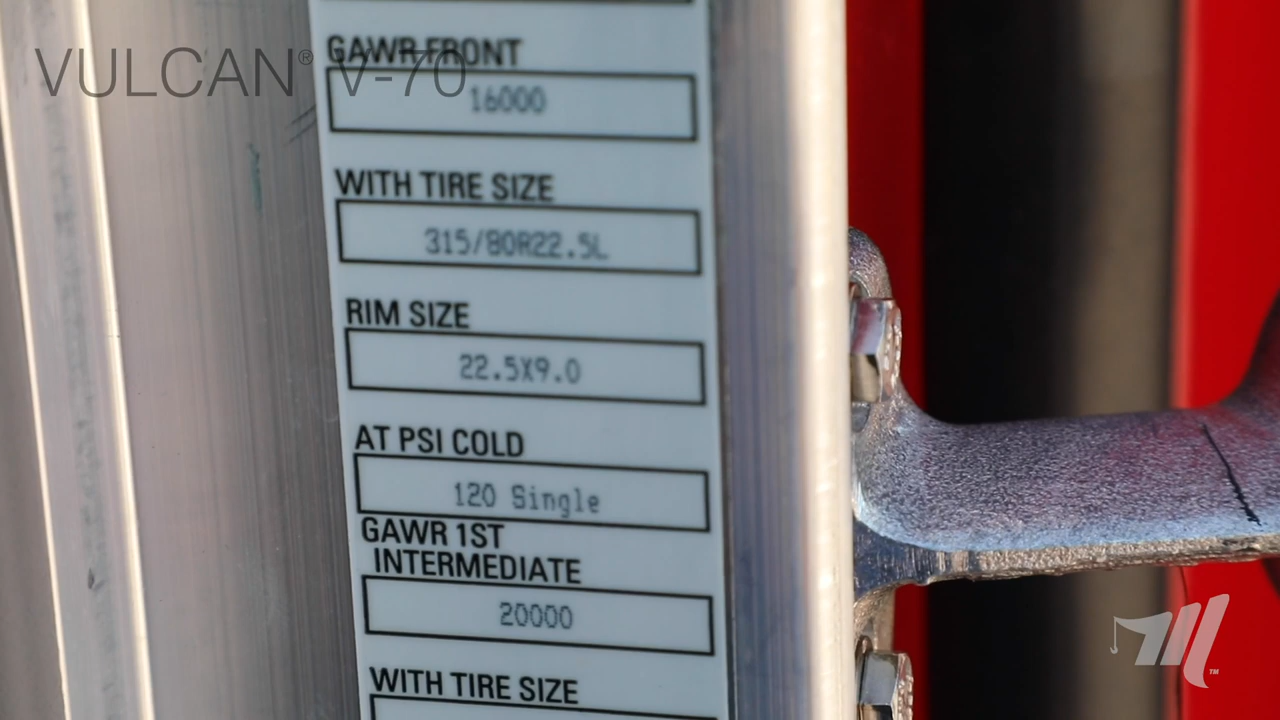 VULCAN® V-70
GAWR FRONT
16000
WITH TIRE SIZE
315/80R22.5L
RIM SIZE
22.5X9.0
AT PSI COLD
120 Single
GAWR 1ST
INTERMEDIATE
20000
WITH TIRE SIZE
TM